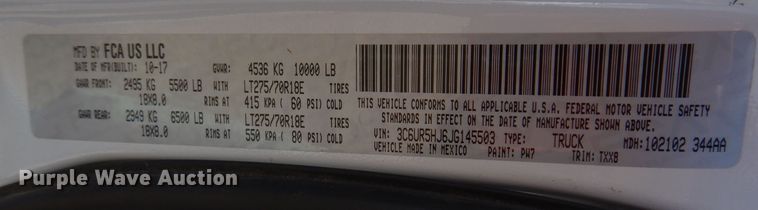 MFD BY FCA US LLC
DATE OF MFR(BUILT): 10-17 GVWR: 4536 KG 10000 LB
GAWR FRONT: 2495 KG 5500 LB WITH LT275/70R18E TIRES
18X8.0 RIMS AT 415 KPA ( 60 PSI) COLD
GAWR REAR: 2949 KG 6500 LB WITH LT275/70R18E TIRES
18X8.0 RIMS AT 550 KPA ( 80 PSI) COLD
THIS VEHICLE CONFORMS TO ALL APPLICABLE U.S.A. FEDERAL MOTOR VEHICLE SAFETY
STANDARDS IN EFFECT ON THE DATE OF MANUFACTURE SHOWN ABOVE.
VIN: 3C6UR5HJ6JG145503 TYPE: TRUCK MDH: 102102 344AA
VEHICLE MADE IN MEXICO PAINT: PW7 TRIM: TXX8
Purple Wave Auction®